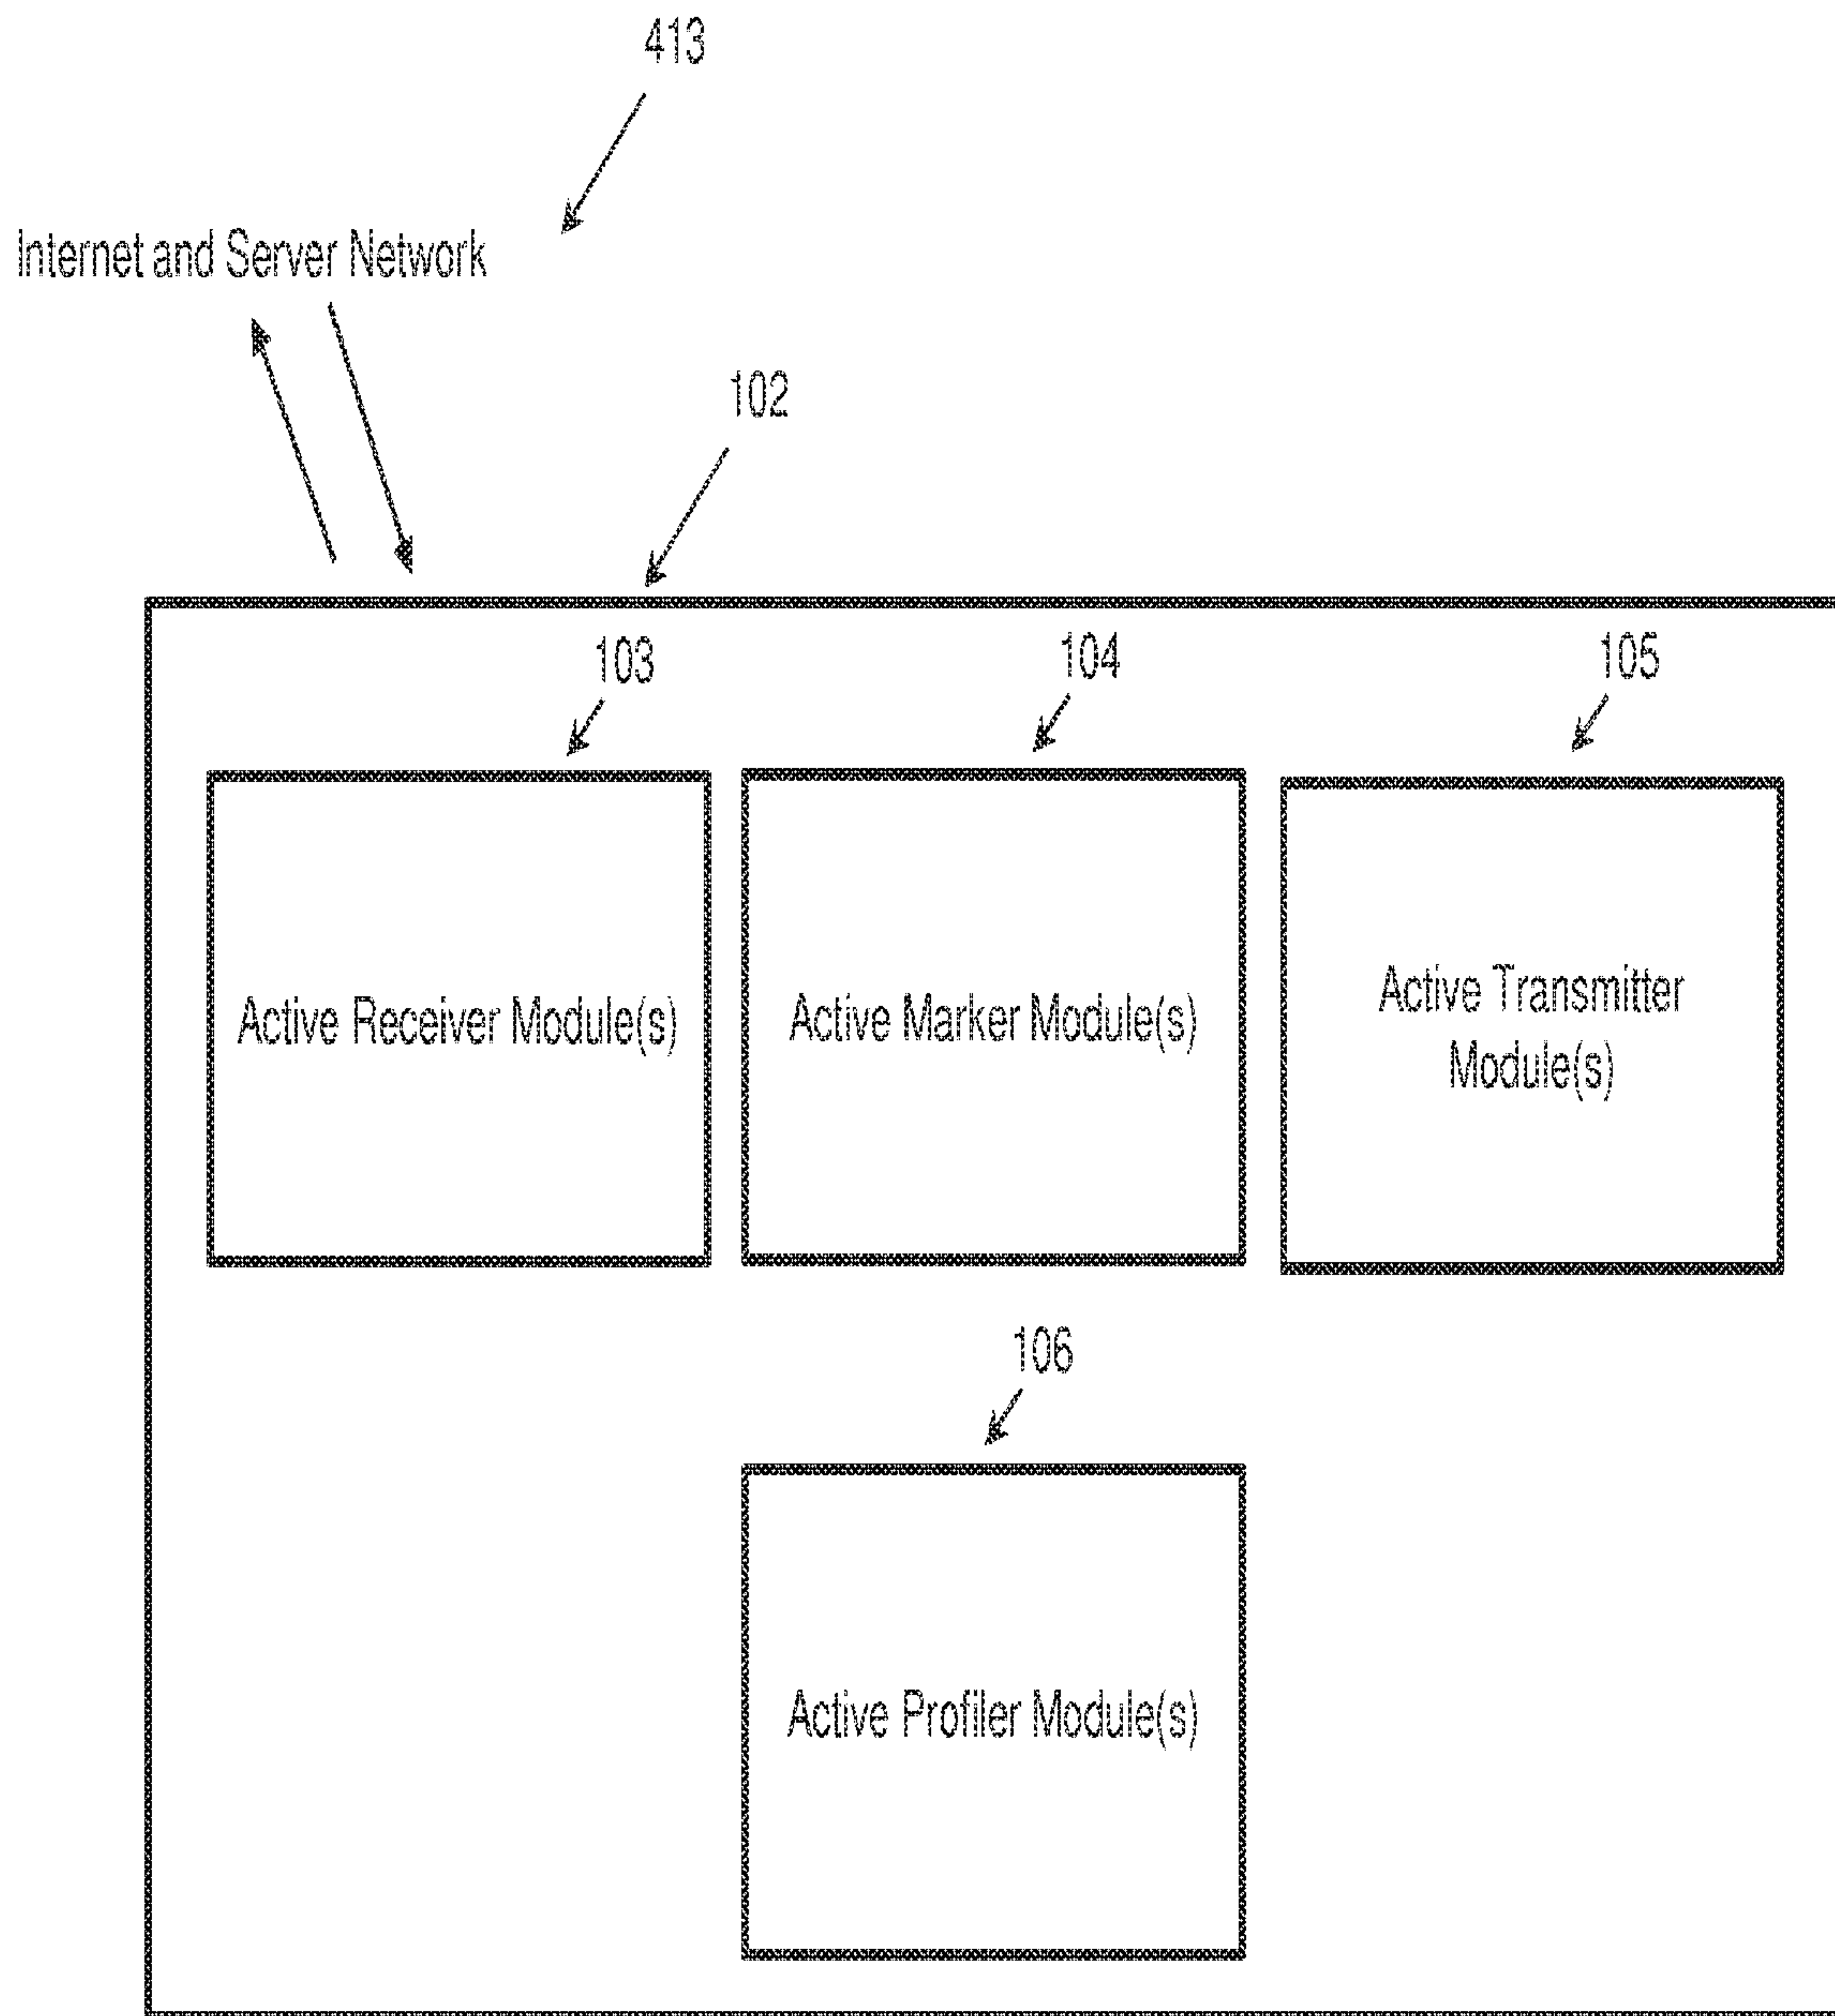 413
Internet and Server Network
102
103
104
105
Active Receiver Module(s)
Active Marker Module(s)
Active Transmitter
Module(s)
106
Active Profiler Module(s)